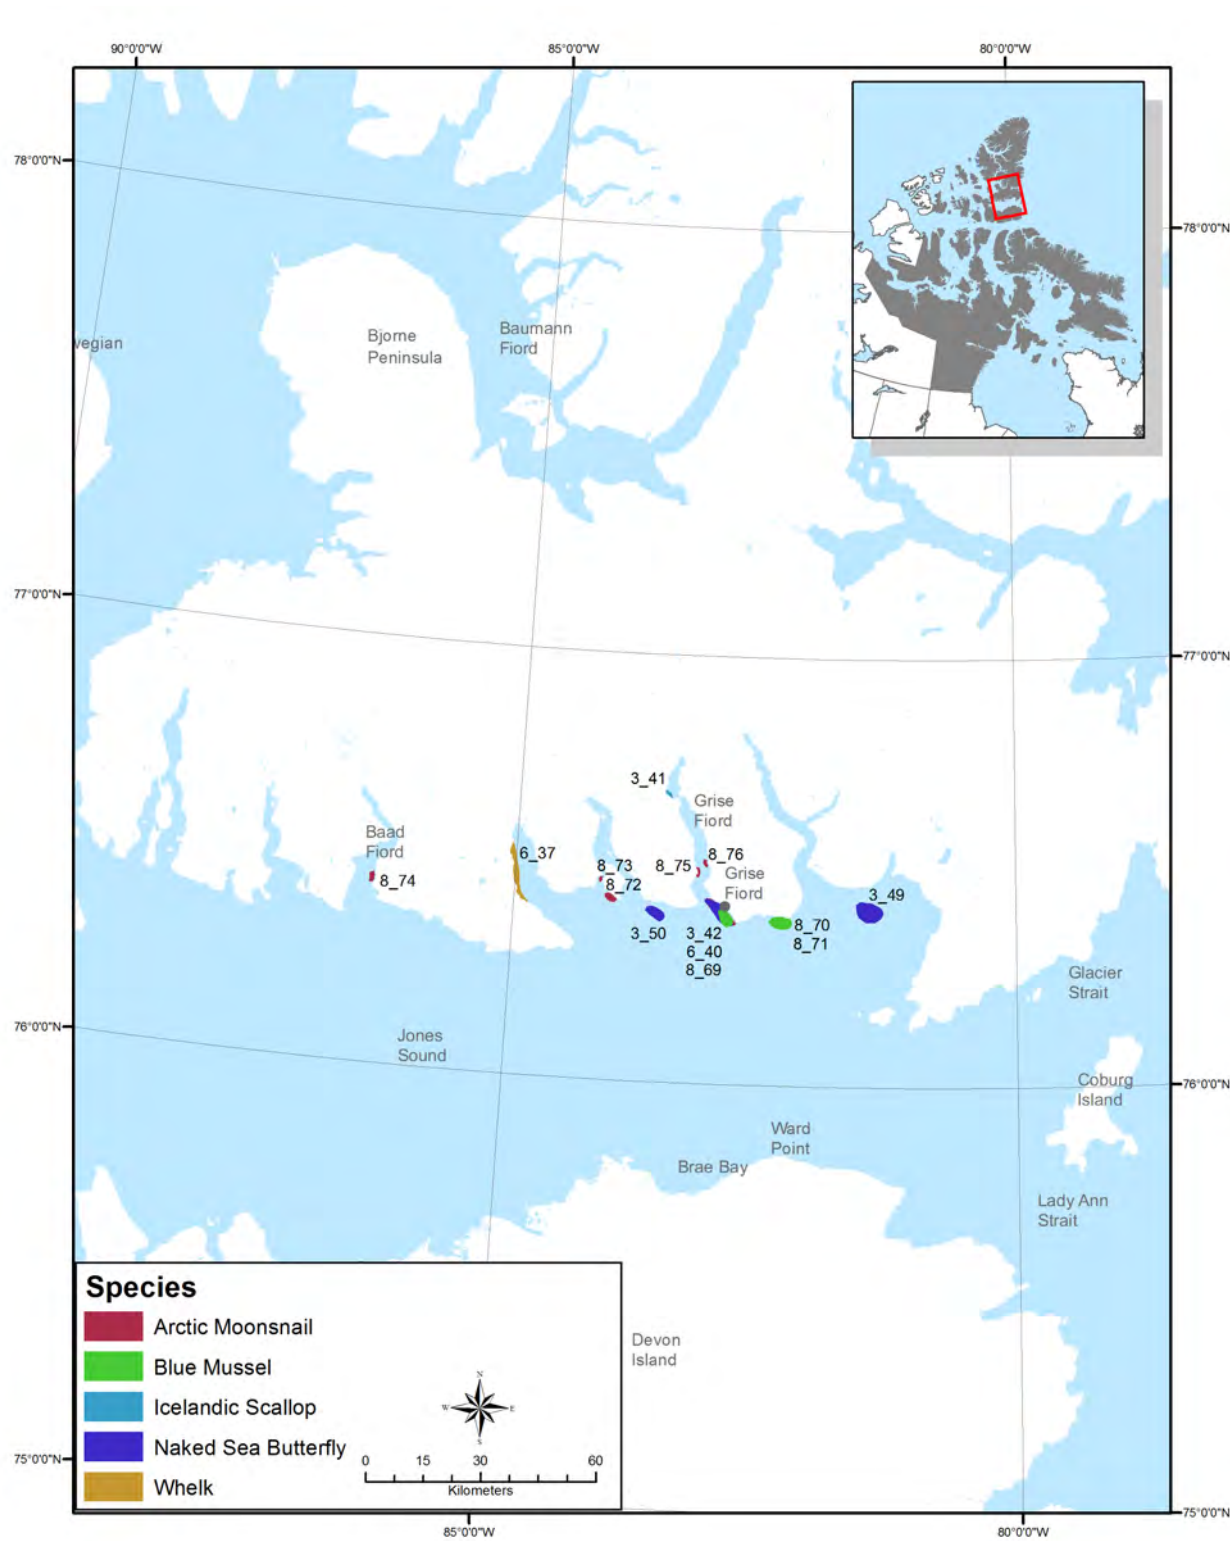 90°0'0"W
85°0'0"W
80°0'0"W
78°0'0"N
78°0'0"N
wegian
Bjorne
Peninsula
Baumann
Fiord
77°0'0"N
77°0'0"N
3_41
Grise
Fiord
Baad
Fiord
8_74
6_37
8_73
8_72
8_75
8_76
Grise
Fiord
3_50
3_42
6_40
8_69
8_70
8_71
3_49
Glacier
Strait
76°0'0"N
76°0'0"N
Jones
Sound
Coburg
Island
Ward
Point
Brae Bay
Lady Ann
Strait
Devon
Island
Species
Arctic Moonsnail
Blue Mussel
Icelandic Scallop
Naked Sea Butterfly
Whelk
N
W
E
S
0 15 30 60
Kilometers
75°0'0"N
75°0'0"N
85°0'0"W
80°0'0"W